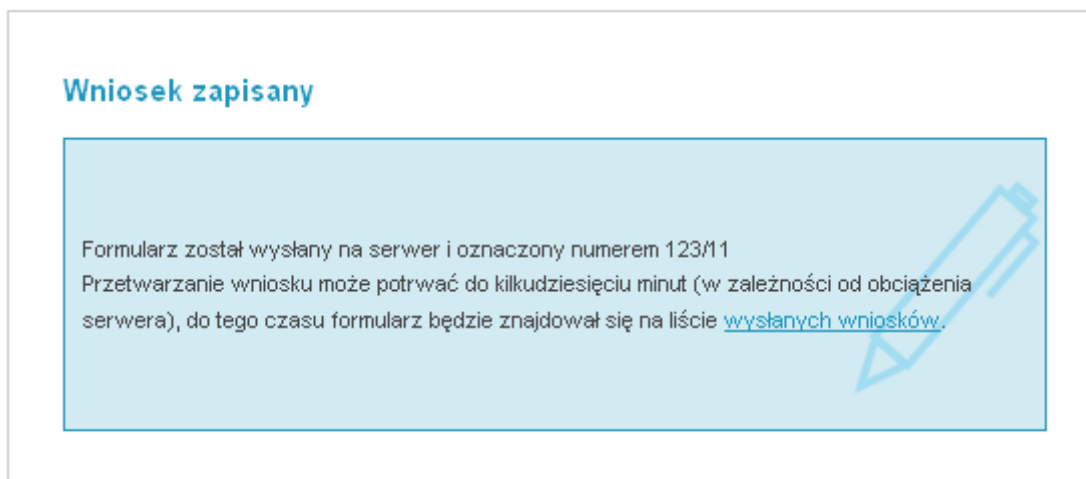 Wniosek zapisany
Formularz został wysłany na serwer i oznaczony numerem 123/11
Przetwarzanie wniosku może potrwać do kilkudziesięciu minut (w zależności od obciążenia
serwera), do tego czasu formularz będzie znajdował się na liście wysłanych wniosków.